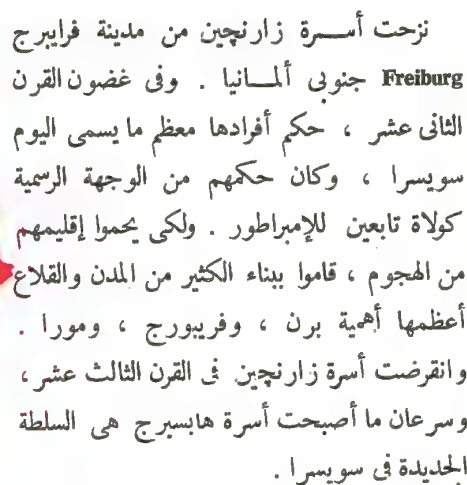 نزحت أسرة زارنچين من مدينة فرايبرج
Freiburg جنوبى ألمانيا . وفى غضون القرن
الثانى عشر ، حكم أفرادها معظم ما يسمى اليوم
سويسرا ، وكان حكمهم من الوجهة الرسمية
كولاة تابعين للإمبراطور . ولكى يحموا إقليمهم
من الهجوم ، قاموا ببناء الكثير من المدن والقلاع
أعظمها أهمية برن ، وفريبورج ، ومورا .
وانقرضت أسرة زارنچين فى القرن الثالث عشر ،
وسرعان ما أصبحت أسرة هابسبرج هى السلطة
الجديدة فى سويسرا .